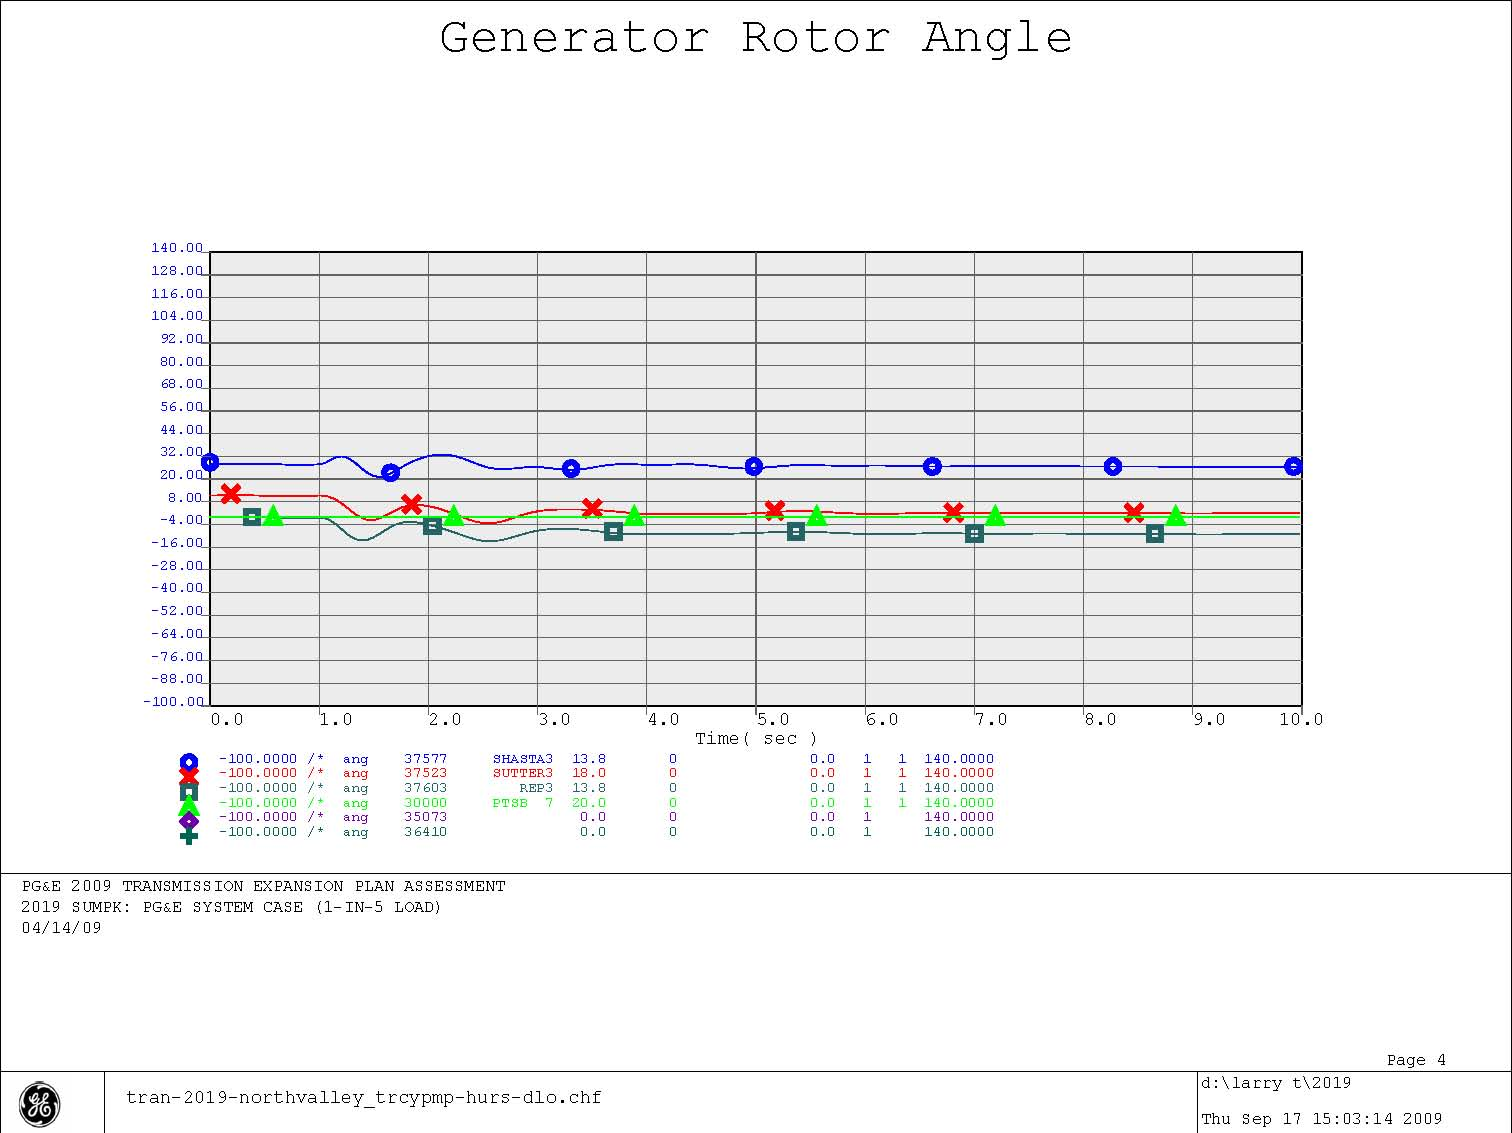 Generator Rotor Angle
140.00
128.00
116.00
104.00
92.00
80.00
68.00
56.00
44.00
32.00
20.00
8.00
-4.00
-16.00
-28.00
-40.00
-52.00
-64.00
-76.00
-88.00
-100.00
0.0 1.0 2.0 3.0 4.0 5.0 6.0 7.0 8.0 9.0 10.0
Time( sec )
-100.0000 /* ang 37577 SHASTA3 13.8 0 0.0 1 1 140.0000
-100.0000 /* ang 37523 SUTTER3 18.0 0 0.0 1 1 140.0000
-100.0000 /* ang 37603 REP3 13.8 0 0.0 1 1 140.0000
-100.0000 /* ang 30000 PTSB 7 20.0 0 0.0 1 1 140.0000
-100.0000 /* ang 35073 0.0 0 0.0 1 140.0000
-100.0000 /* ang 36410 0.0 0 0.0 1 140.0000
PG&E 2009 TRANSMISSION EXPANSION PLAN ASSESSMENT
2019 SUMPK: PG&E SYSTEM CASE (1-IN-5 LOAD)
04/14/09
Page 4
tran-2019-northvalley_trcypmp-hurs-dlo.chf
d:\larry t\2019
Thu Sep 17 15:03:14 2009